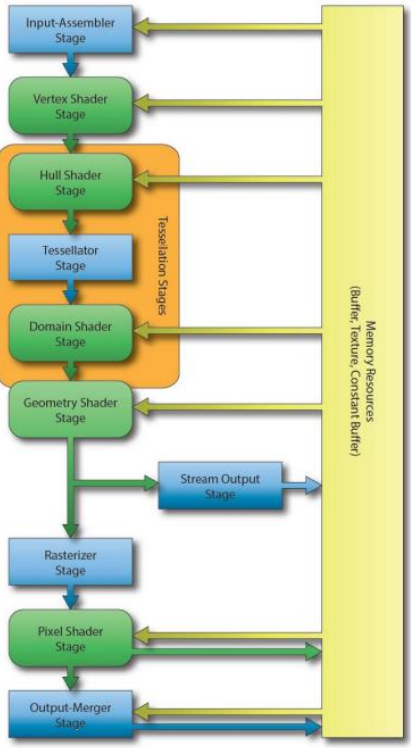 Input-Assembler
Stage
Vertex Shader
Stage
Hull Shader
Stage
Tessellator
Stage
Domain Shader
Stage
Tesselation Stages
Geometry Shader
Stage
Stream Output
Stage
Rasterizer
Stage
Pixel Shader
Stage
Output-Merger
Stage
Memory Resources
(Buffer, Texture, Constant Buffer)